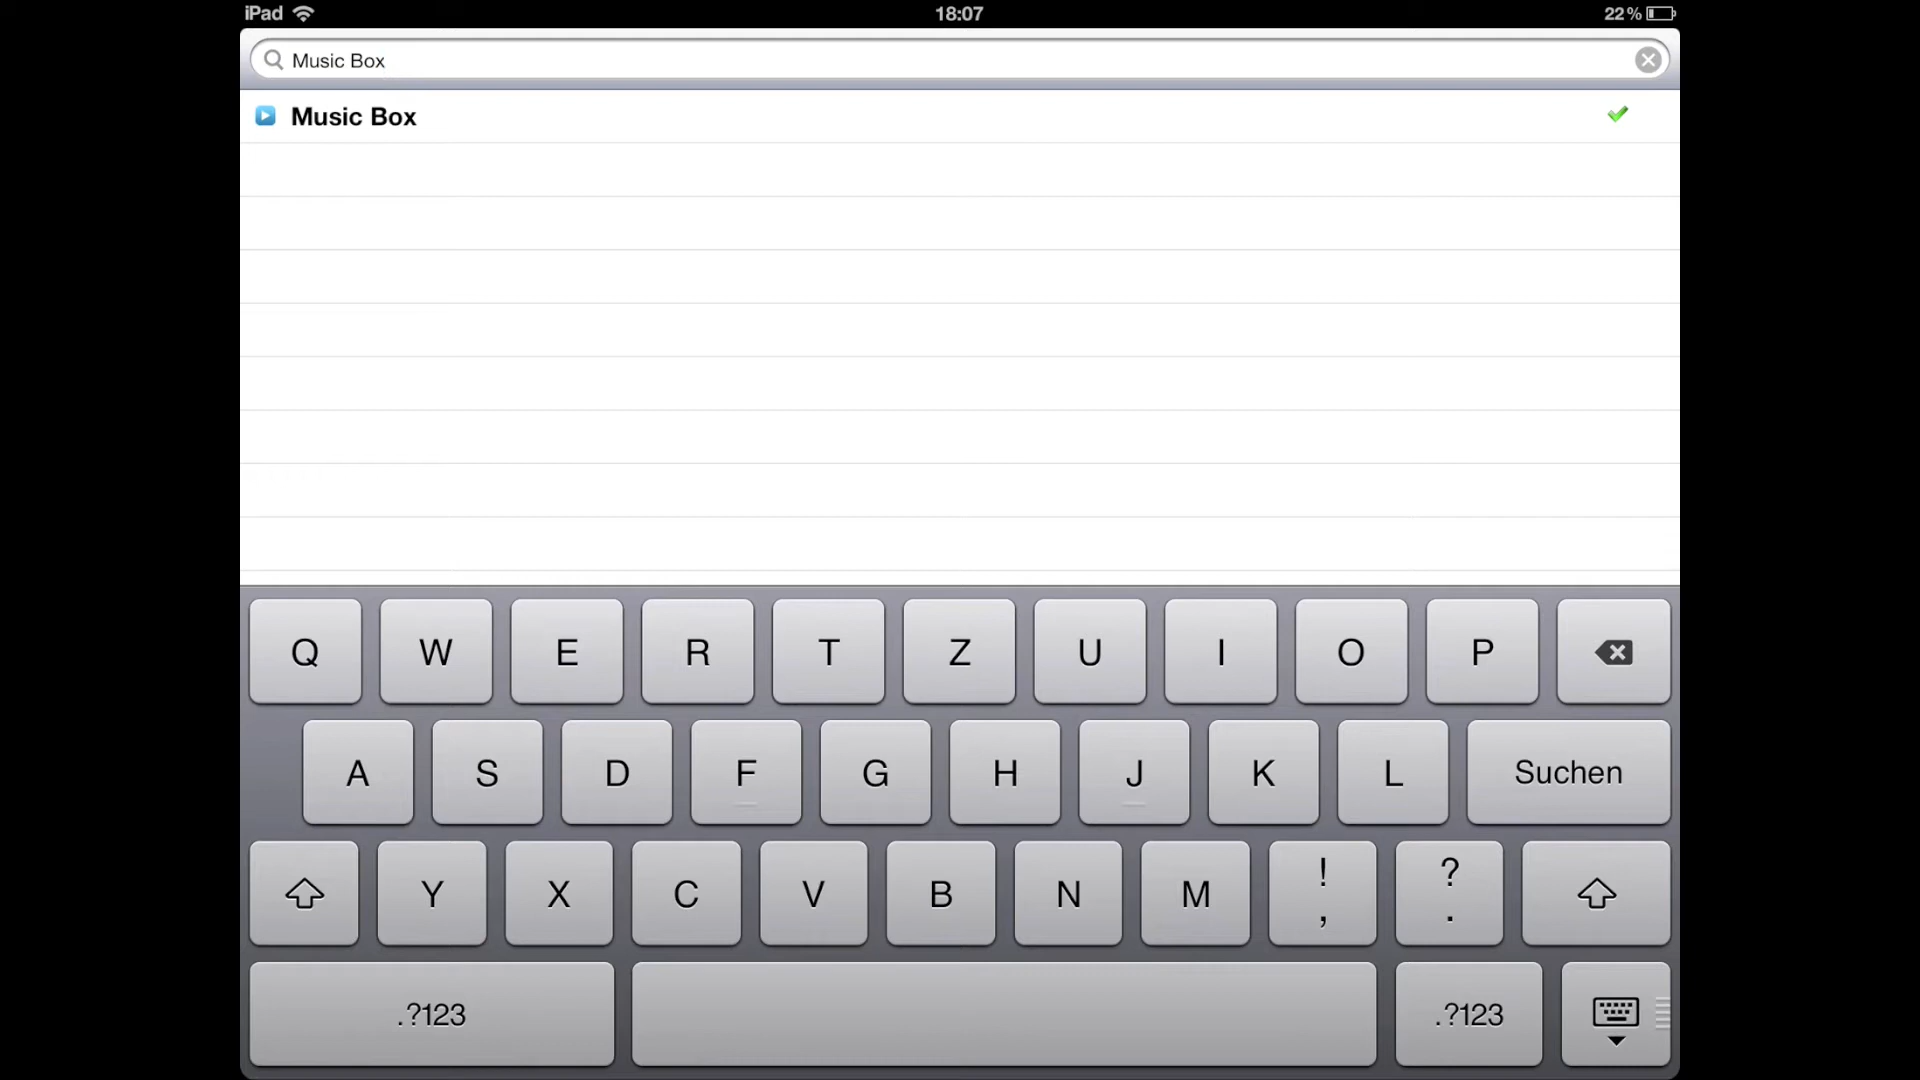 iPad 18:07 22 %
Music Box
Music Box
Q W E R T Z U I O P
A S D F G H J K L Suchen
Y X C V B N M ! , ? .
.?123 .?123